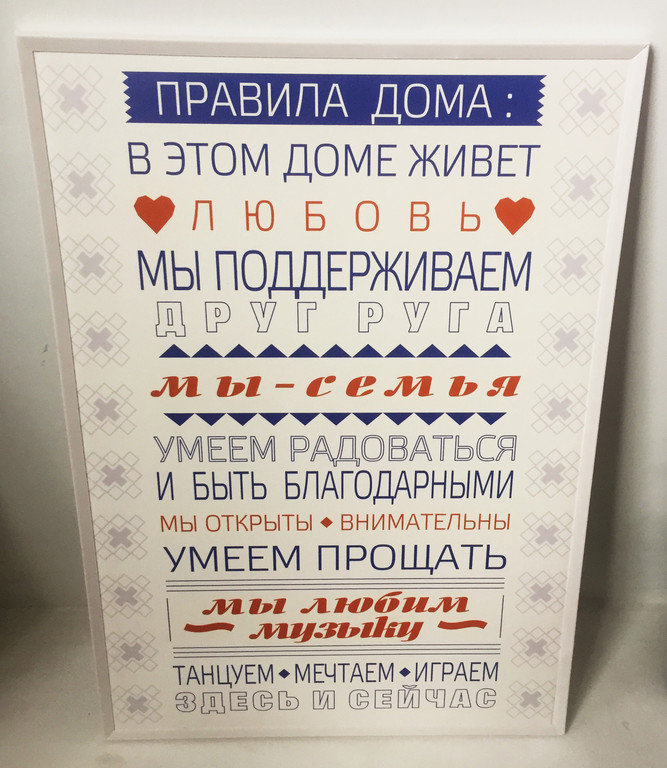 ПРАВИЛА ДОМА:
В ЭТОМ ДОМЕ ЖИВЕТ
ЛЮБОВЬ
МЫ ПОДДЕРЖИВАЕМ
ДРУГ РУГА
мы-семья
УМЕЕМ РАДОВАТЬСЯ
И БЫТЬ БЛАГОДАРНЫМИ
МЫ ОТКРЫТЫ ◆ ВНИМАТЕЛЬНЫ
УМЕЕМ ПРОЩАТЬ
мы любим
музыку
ТАНЦУЕМ ◆ МЕЧТАЕМ ◆ ИГРАЕМ
ЗДЕСЬ И СЕЙЧАС